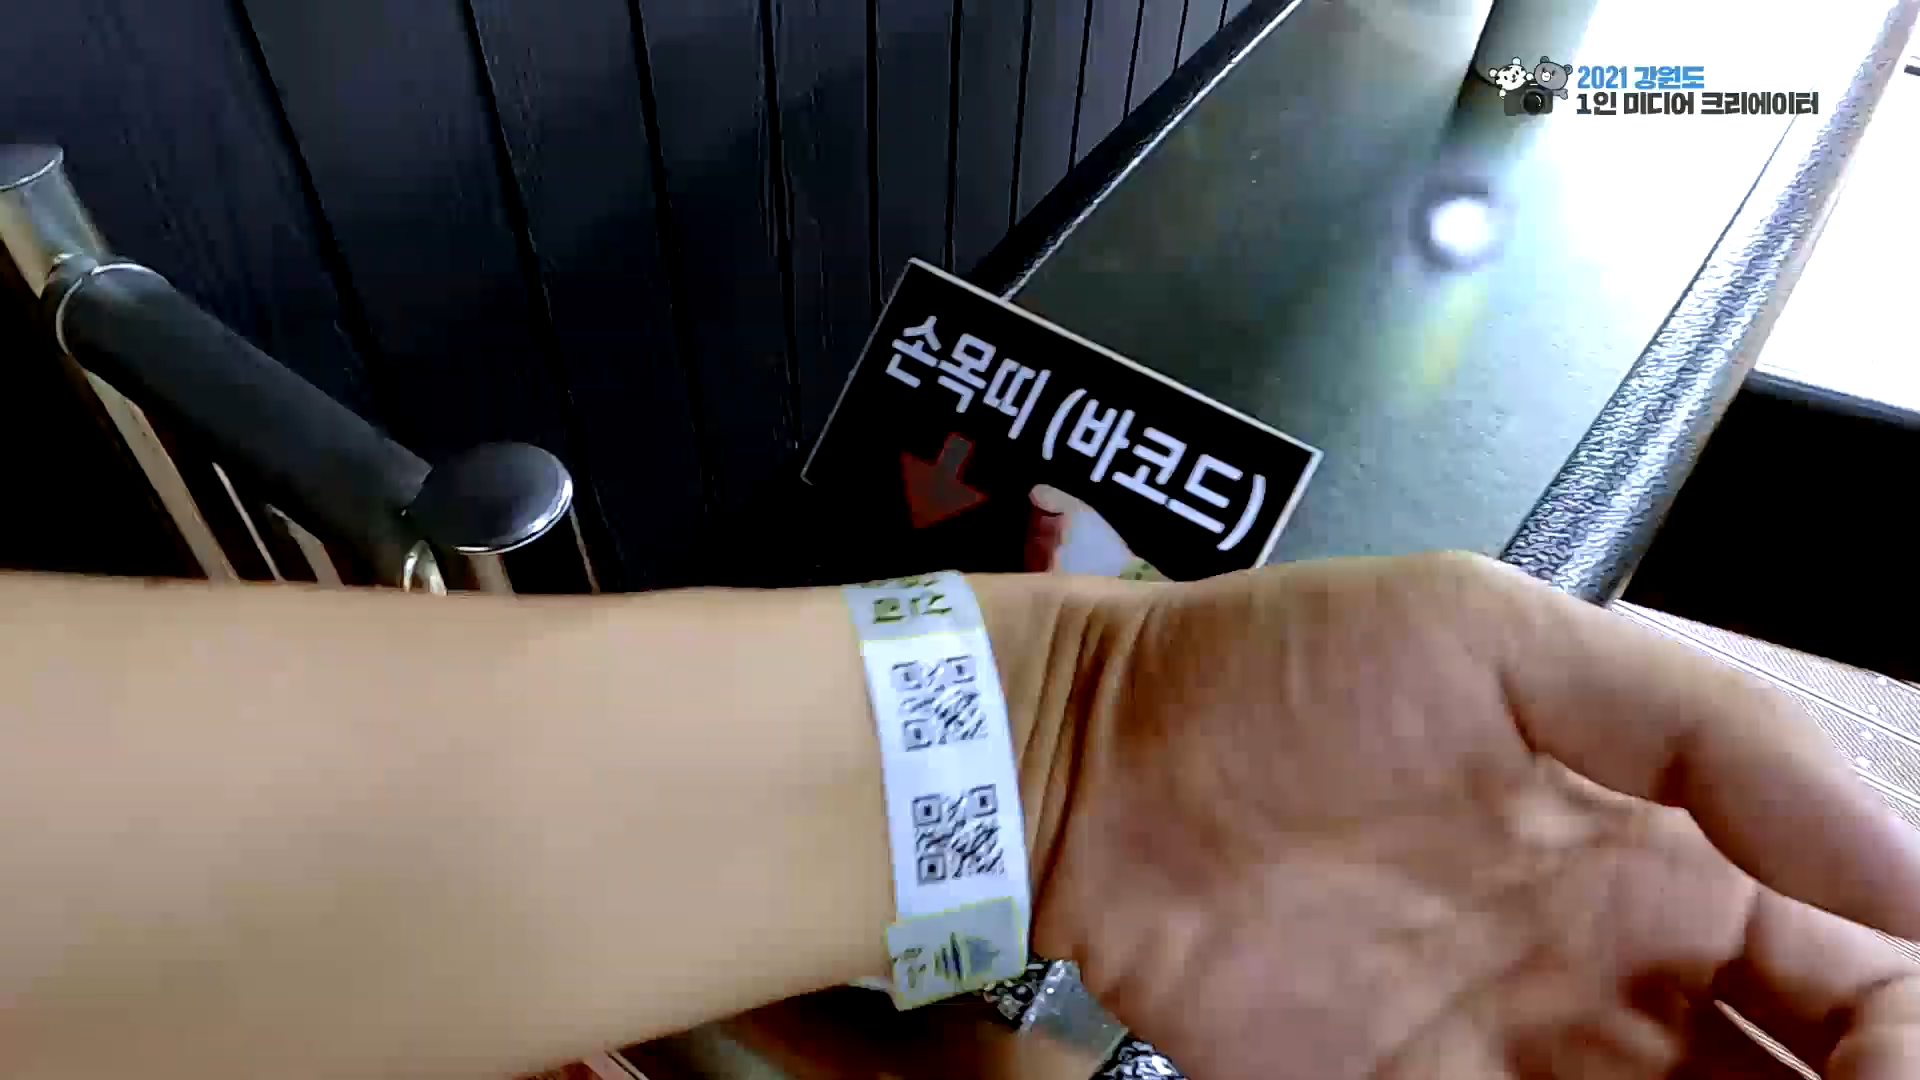 2021 강원도
1인 미디어 크리에이터
손목띠 (바코드)